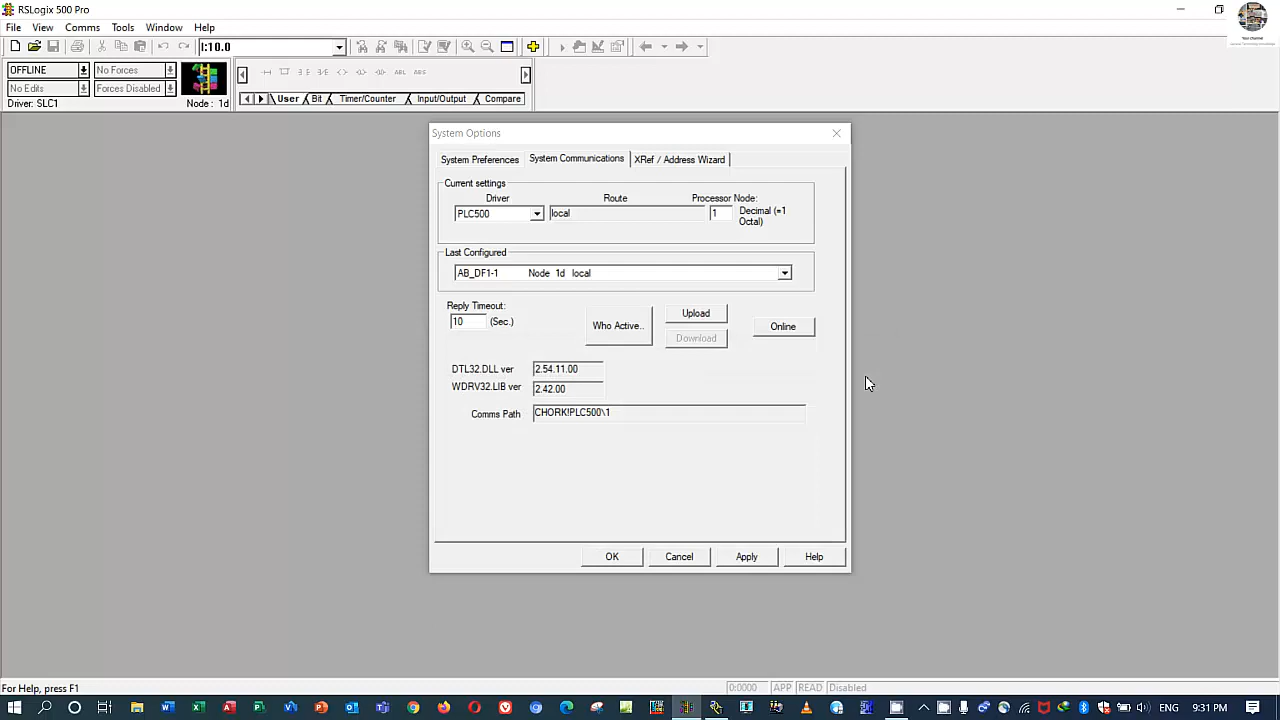 RSLogix 500 Pro
File View Comms Tools Window Help
I:10.0
OFFLINE No Forces
No Edits Forces Disabled
Driver: SLC1 Node : 1d
ABL ABS
User Bit Timer/Counter Input/Output Compare
System Options
System Preferences System Communications XRef / Address Wizard
Current settings
Driver Route Processor Node:
PLC500 local 1 Decimal (=1
Octal)
Last Configured
AB_DF1-1 Node 1d local
Reply Timeout:
10 (Sec.)
Who Active..
Upload
Download
Online
DTL32.DLL ver 2.54.11.00
WDRV32.LIB ver 2.42.00
Comms Path CHORK!PLC500\1
OK Cancel Apply Help
For Help, press F1
0:0000 APP READ Disabled
ENG 9:31 PM